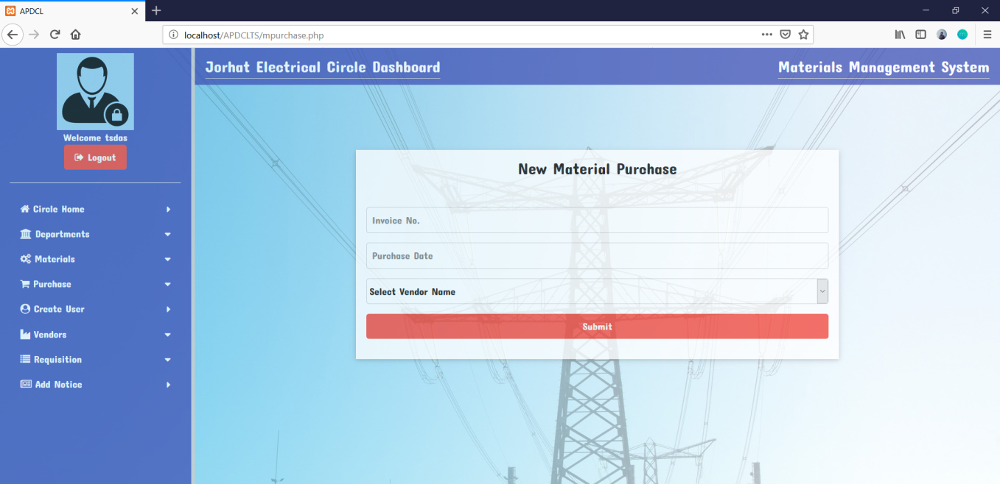 APDCL
localhost/APDCLTS/mpurchase.php
Jorhat Electrical Circle Dashboard
Materials Management System
Welcome tsdas
Logout
Circle Home
Departments
Materials
Purchase
Create User
Vendors
Requisition
Add Notice
New Material Purchase
Invoice No.
Purchase Date
Select Vendor Name
Submit